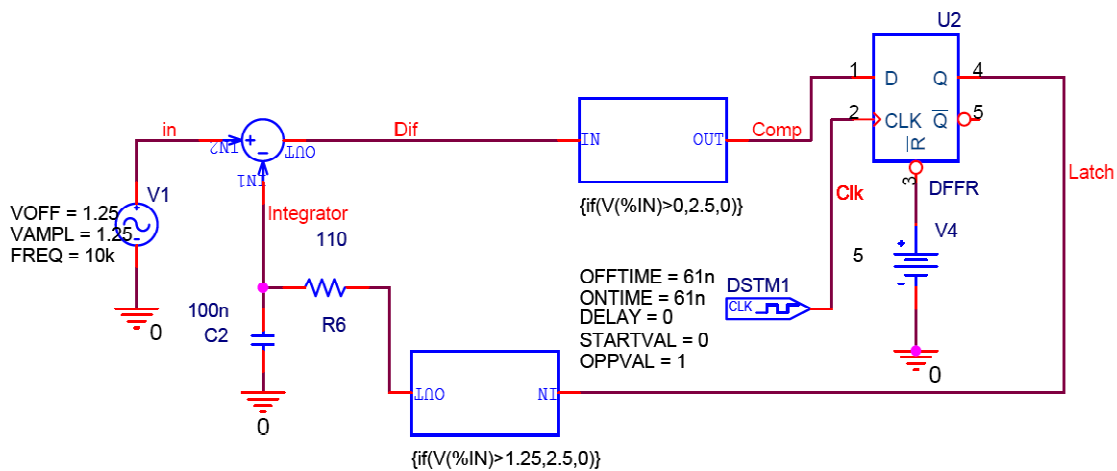 U2
1
D
Q
4
2
CLK
Q
5
R
3
DFFR
in
IN2
+
-
OUT
IN1
Dif
IN
OUT
Comp
{if(V(%IN)>0,2.5,0)}
Latch
Clk
V1
VOFF = 1.25
VAMPL = 1.25
FREQ = 10k
0
Integrator
110
R6
100n
C2
0
V4
5
0
OFFTIME = 61n
ONTIME = 61n
DELAY = 0
STARTVAL = 0
OPPVAL = 1
DSTM1
CLK
OUT
IN
{if(V(%IN)>1.25,2.5,0)}